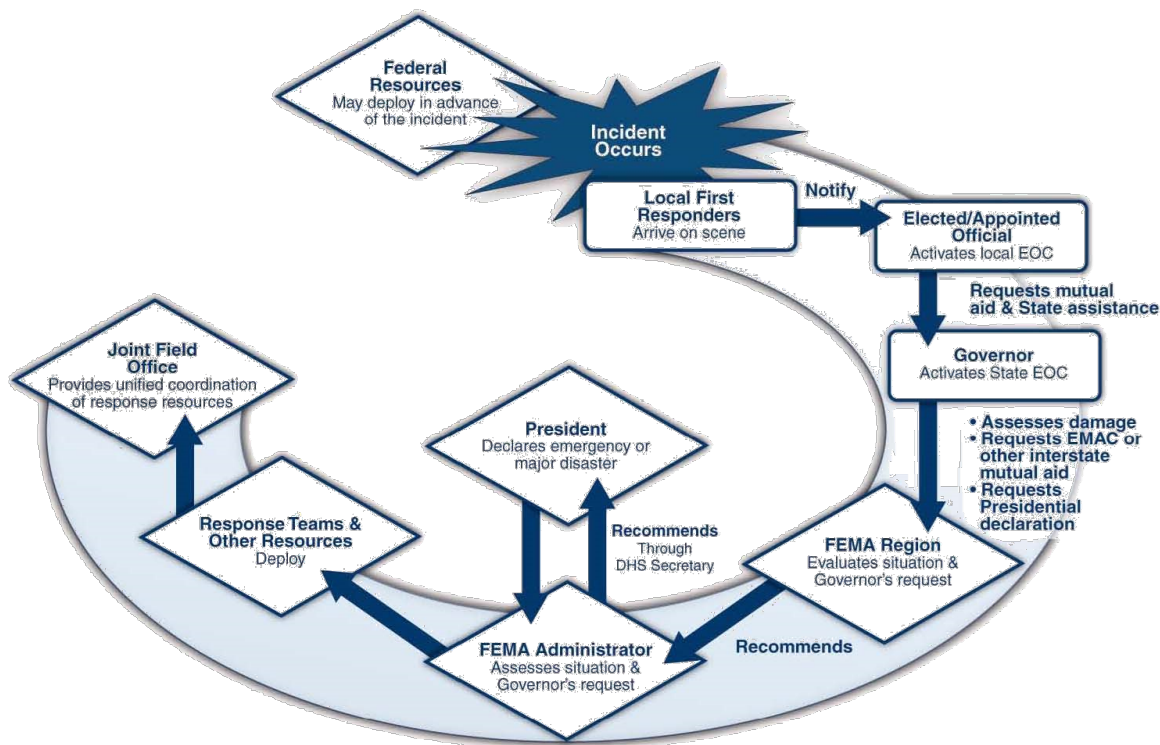 Federal
Resources
May deploy in advance
of the incident
Incident
Occurs
Local First
Responders
Arrive on scene
Notify
Elected/Appointed
Official
Activates local EOC
Requests mutual
aid & State assistance
Governor
Activates State EOC
• Assesses damage
• Requests EMAC or
other interstate
mutual aid
• Requests
Presidential
declaration
FEMA Region
Evaluates situation &
Governor's request
Recommends
FEMA Administrator
Assesses situation &
Governor's request
Recommends
Through
DHS Secretary
President
Declares emergency or
major disaster
Response Teams &
Other Resources
Deploy
Joint Field
Office
Provides unified coordination
of response resources